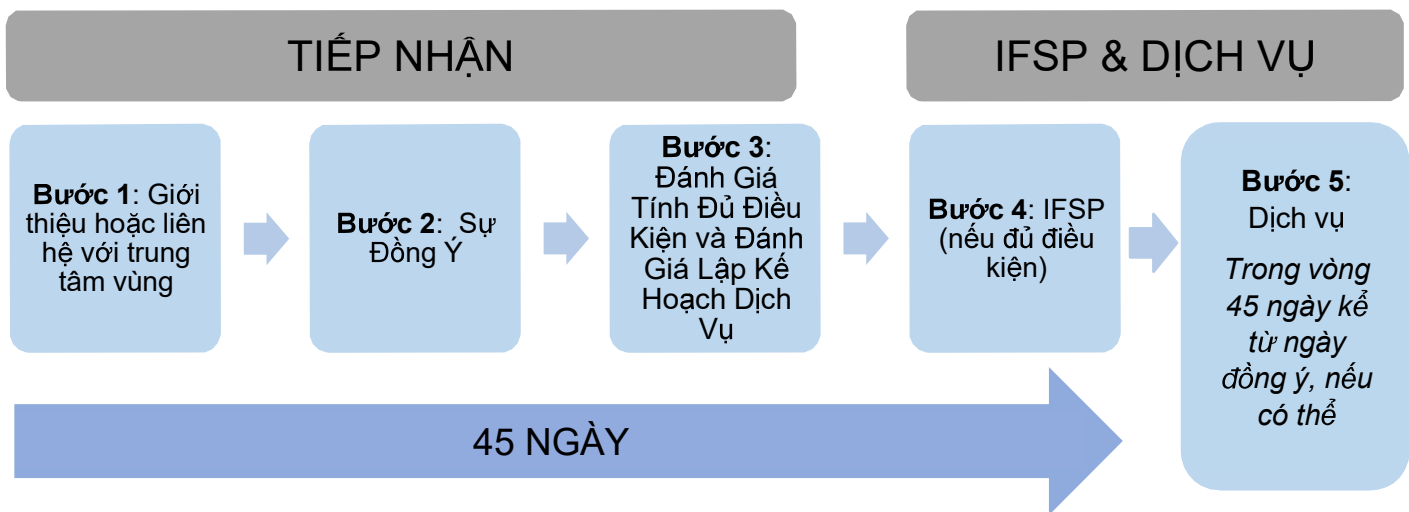 TIẾP NHẬN
IFSP & DỊCH VỤ
Bước 1: Giới
thiệu hoặc liên
hệ với trung
tâm vùng
Bước 2: Sự
Đồng Ý
Bước 3:
Đánh Giá
Tính Đủ Điều
Kiện và Đánh
Giá Lập Kế
Hoạch Dịch
Vụ
Bước 4: IFSP
(nếu đủ điều
kiện)
Bước 5:
Dịch vụ
Trong vòng
45 ngày kể
từ ngày
đồng ý, nếu
có thể
45 NGÀY